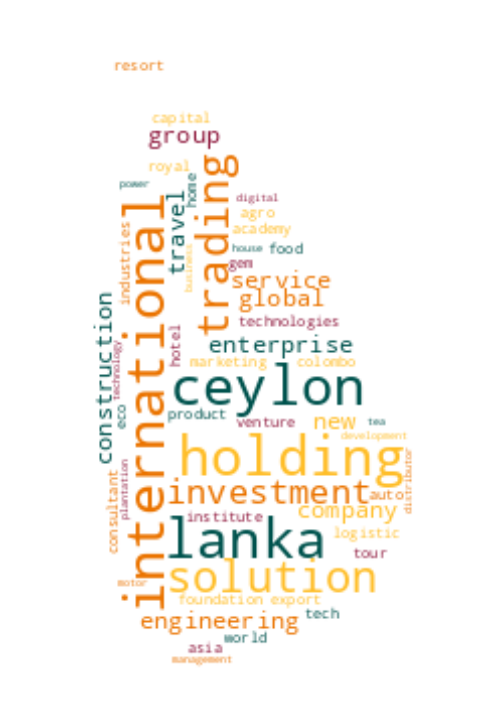 resort
capital
group
royal
trading
power
home
travel
digital
international
agro
industries
academy
house
food
business
gem
service
global
construction
technologies
hotel
enterprise
technology
marketing
colombo
ceylon
eco
product
venture
new
tea
development
holding
distributor
plantation
consultant
investment
auto
company
institute
lanka
logistic
tour
solution
motor
foundation
export
tech
engineering
world
asia
management